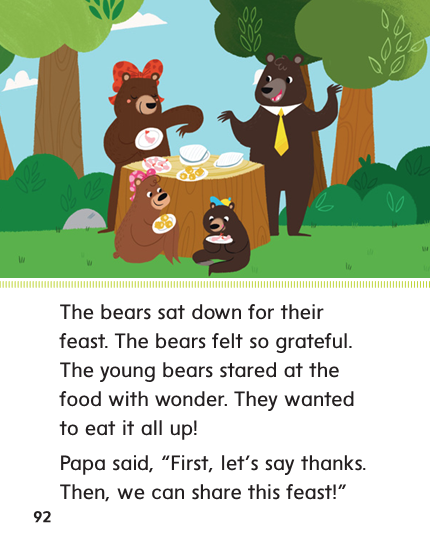 The bears sat down for their
feast. The bears felt so grateful.
The young bears stared at the
food with wonder. They wanted
to eat it all up!
Papa said, “First, let’s say thanks.
Then, we can share this feast!”
92